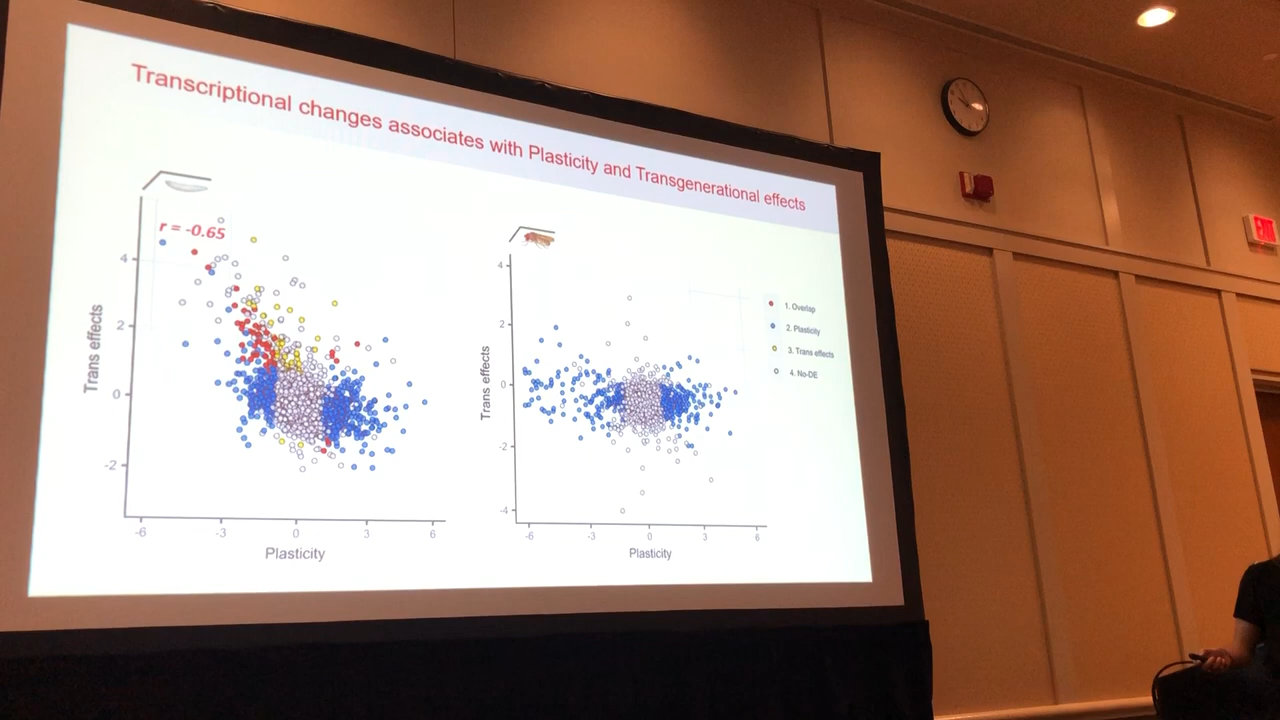 Transcriptional changes associates with Plasticity and Transgenerational effects
r = -0.65
4
2
0
-2
Trans effects
-6
-3
0
3
6
Plasticity
4
2
0
-2
-4
Trans effects
-6
-3
0
3
6
Plasticity
1. Overlap
2. Plasticity
3. Trans effects
4. No-DE